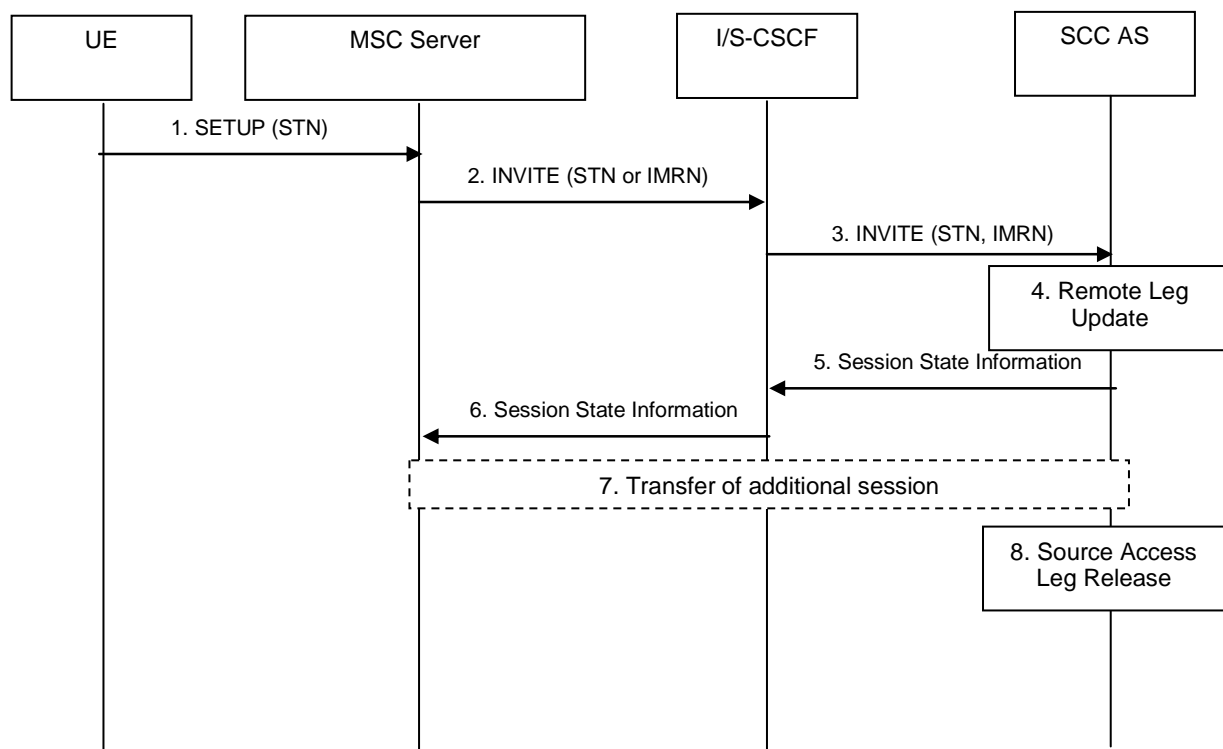 UE
MSC Server
I/S-CSCF
SCC AS
1. SETUP (STN)
2. INVITE (STN or IMRN)
3. INVITE (STN, IMRN)
4. Remote Leg
Update
5. Session State Information
6. Session State Information
7. Transfer of additional session
8. Source Access
Leg Release